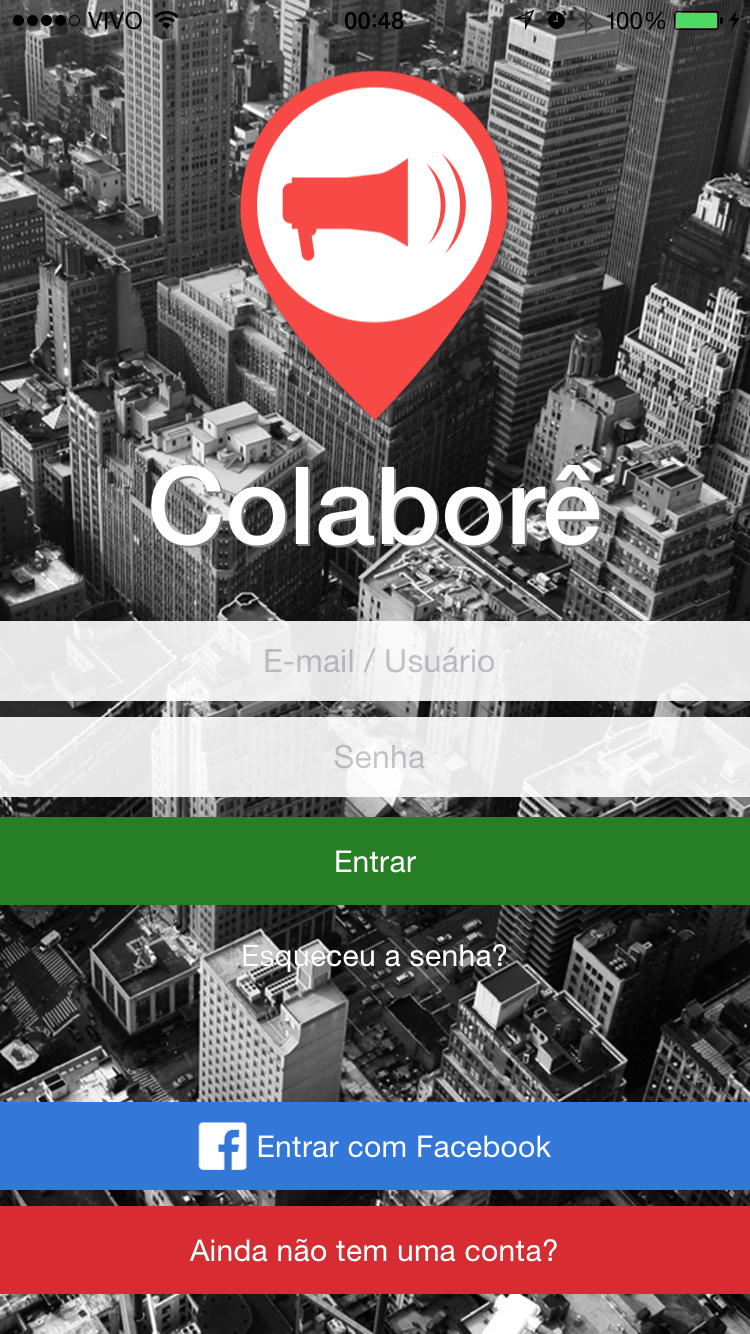 VIVO 00:48 100%
Colaborê
E-mail / Usuário
Senha
Entrar
Esqueceu a senha?
Entrar com Facebook
Ainda não tem uma conta?